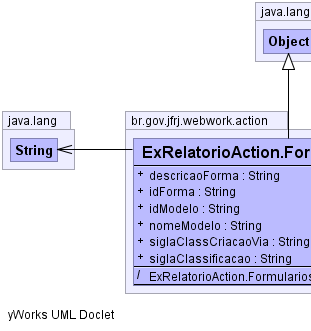 java.lang
Object
java.lang
String
br.gov.jfrj.webwork.action
ExRelatorioAction.For
+ descricaoForma : String
+ idForma : String
+ idModelo : String
+ nomeModelo : String
+ siglaClassCriacaoVia : String
+ siglaClassificacao : String
/ ExRelatorioAction.Formularios
yWorks UML Doclet